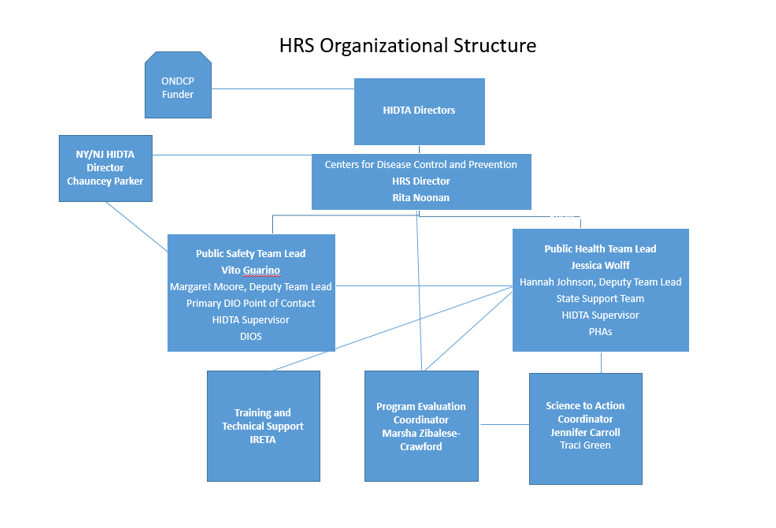 HRS Organizational Structure
ONDCP
Funder
HIDTA Directors
NY/NJ HIDTA
Director
Chauncey Parker
Centers for Disease Control and Prevention
HRS Director
Rita Noonan
Public Safety Team Lead
Vito Guarino
Margaret Moore, Deputy Team Lead
Primary DIO Point of Contact
HIDTA Supervisor
DIOS
Public Health Team Lead
Jessica Wolff
Hannah Johnson, Deputy Team Lead
State Support Team
HIDTA Supervisor
PHAs
Training and
Technical Support
IRETA
Program Evaluation
Coordinator
Marsha Zibalese-
Crawford
Science to Action
Coordinator
Jennifer Carroll
Traci Green